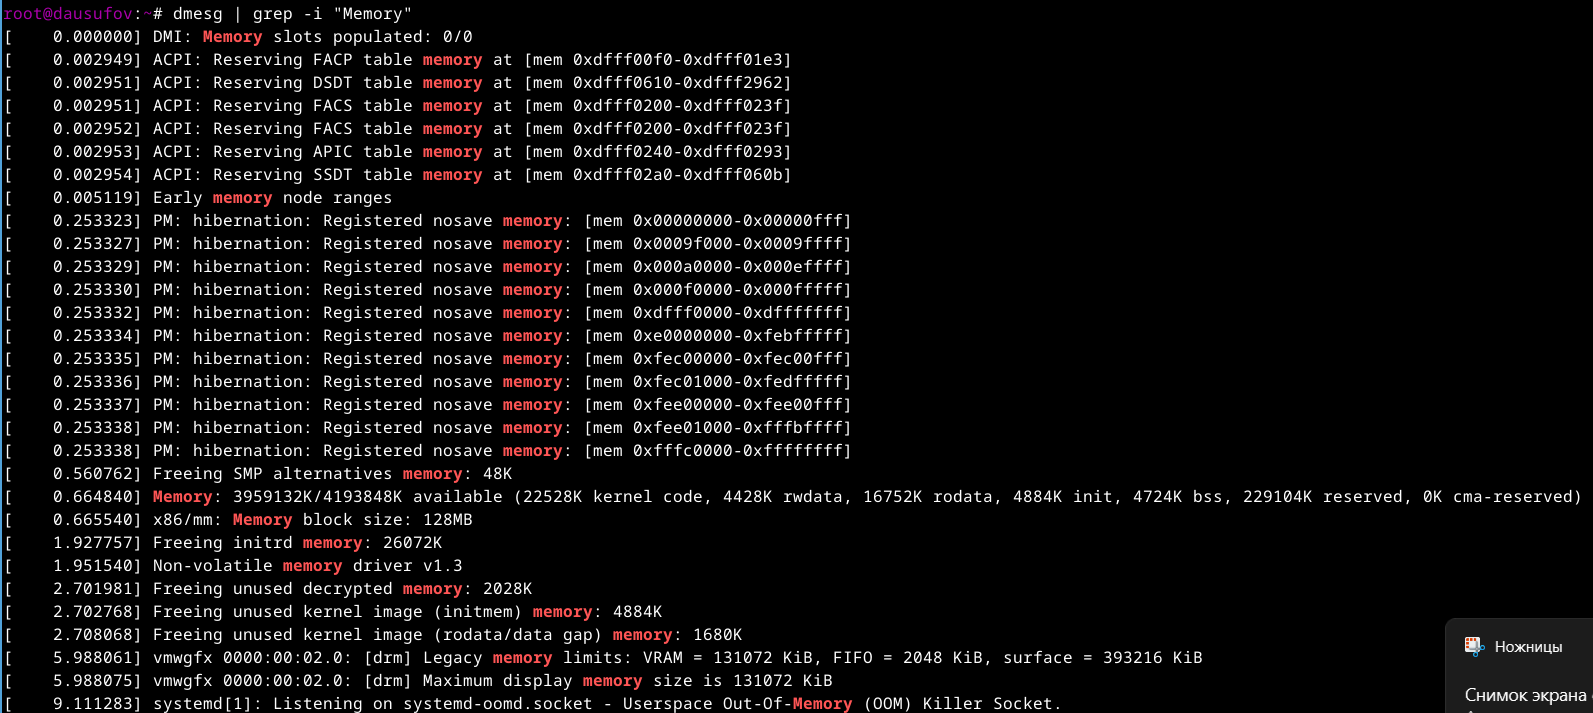 root@dausufov:~# dmesg | grep -i "Memory"
[    0.000000] DMI: Memory slots populated: 0/0
[    0.002949] ACPI: Reserving FACP table memory at [mem 0xdfff00f0-0xdfff01e3]
[    0.002951] ACPI: Reserving DSDT table memory at [mem 0xdfff0610-0xdfff2962]
[    0.002951] ACPI: Reserving FACS table memory at [mem 0xdfff0200-0xdfff023f]
[    0.002952] ACPI: Reserving FACS table memory at [mem 0xdfff0200-0xdfff023f]
[    0.002953] ACPI: Reserving APIC table memory at [mem 0xdfff0240-0xdfff0293]
[    0.002954] ACPI: Reserving SSDT table memory at [mem 0xdfff02a0-0xdfff060b]
[    0.005119] Early memory node ranges
[    0.253323] PM: hibernation: Registered nosave memory: [mem 0x00000000-0x00000fff]
[    0.253327] PM: hibernation: Registered nosave memory: [mem 0x0009f000-0x0009ffff]
[    0.253329] PM: hibernation: Registered nosave memory: [mem 0x000a0000-0x000effff]
[    0.253330] PM: hibernation: Registered nosave memory: [mem 0x000f0000-0x000fffff]
[    0.253332] PM: hibernation: Registered nosave memory: [mem 0xdfff0000-0xdfffffff]
[    0.253334] PM: hibernation: Registered nosave memory: [mem 0xe0000000-0xfebfffff]
[    0.253335] PM: hibernation: Registered nosave memory: [mem 0xfec00000-0xfec00fff]
[    0.253336] PM: hibernation: Registered nosave memory: [mem 0xfec01000-0xfedfffff]
[    0.253337] PM: hibernation: Registered nosave memory: [mem 0xfee00000-0xfee00fff]
[    0.253338] PM: hibernation: Registered nosave memory: [mem 0xfee01000-0xfffbffff]
[    0.253338] PM: hibernation: Registered nosave memory: [mem 0xfffc0000-0xffffffff]
[    0.560762] Freeing SMP alternatives memory: 48K
[    0.664840] Memory: 3959132K/4193848K available (22528K kernel code, 4428K rwdata, 16752K rodata, 4884K init, 4724K bss, 229104K reserved, 0K cma-reserved)
[    0.665540] x86/mm: Memory block size: 128MB
[    1.927757] Freeing initrd memory: 26072K
[    1.951540] Non-volatile memory driver v1.3
[    2.701981] Freeing unused decrypted memory: 2028K
[    2.702768] Freeing unused kernel image (initmem) memory: 4884K
[    2.708068] Freeing unused kernel image (rodata/data gap) memory: 1680K
[    5.988061] vmwgfx 0000:00:02.0: [drm] Legacy memory limits: VRAM = 131072 KiB, FIFO = 2048 KiB, surface = 393216 KiB
[    5.988075] vmwgfx 0000:00:02.0: [drm] Maximum display memory size is 131072 KiB
[    9.111283] systemd[1]: Listening on systemd-oomd.socket - Userspace Out-Of-Memory (OOM) Killer Socket.
Ножницы
Снимок экрана